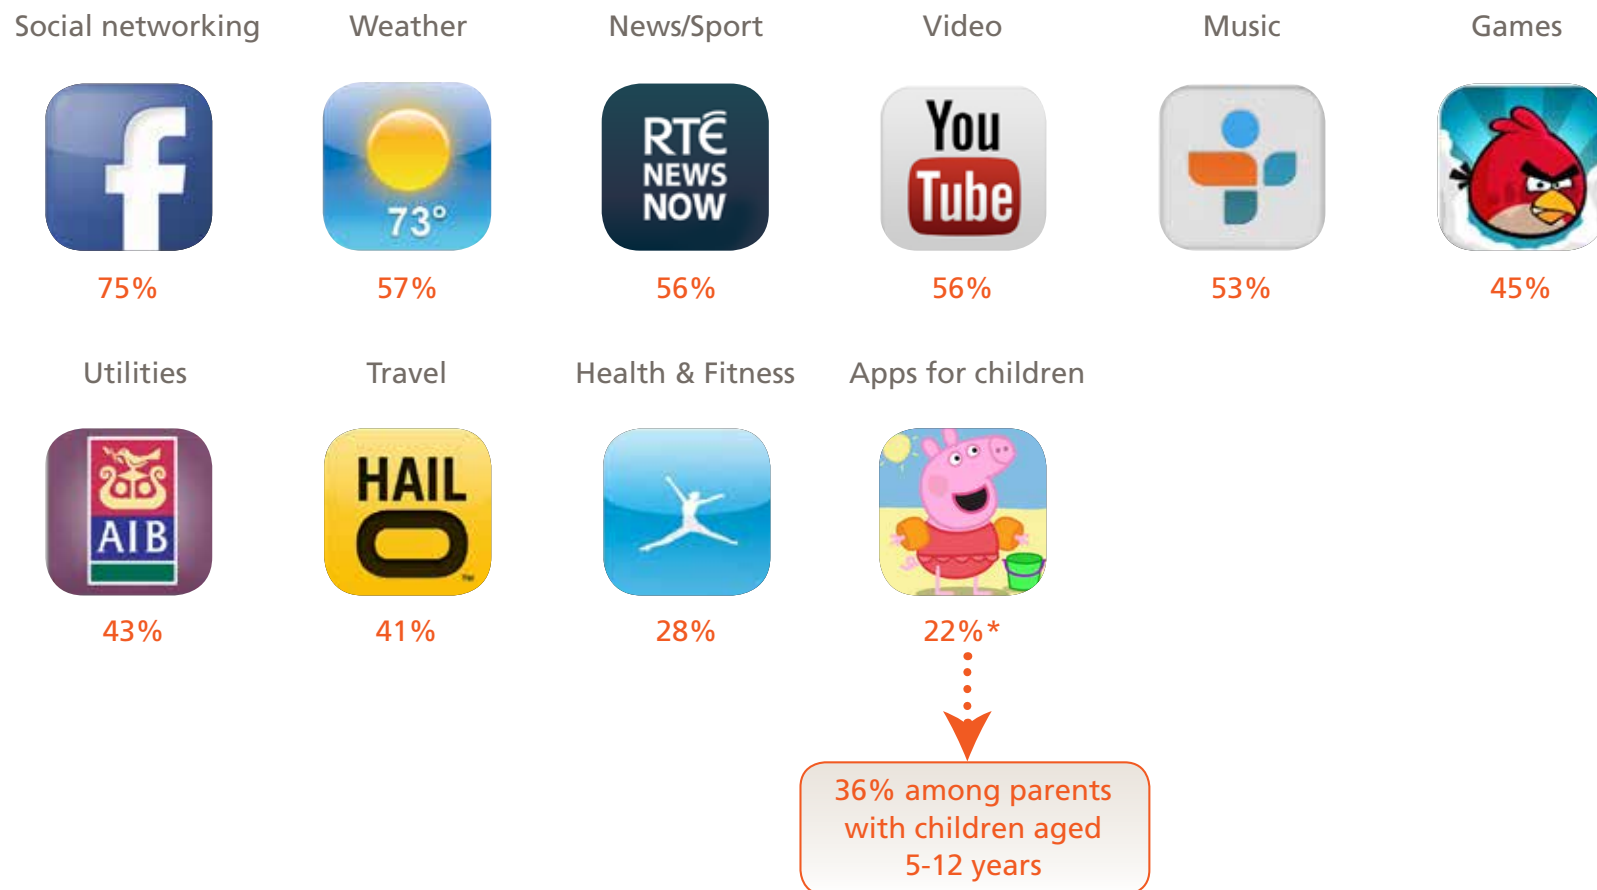 Social networking
Weather
News/Sport
Video
Music
Games
f
73°
RTÉ
NEWS
NOW
You
Tube
75%
57%
56%
56%
53%
45%
Utilities
Travel
Health & Fitness
Apps for children
AIB
HAIL
O
TM
43%
41%
28%
22%*
36% among parents
with children aged
5-12 years